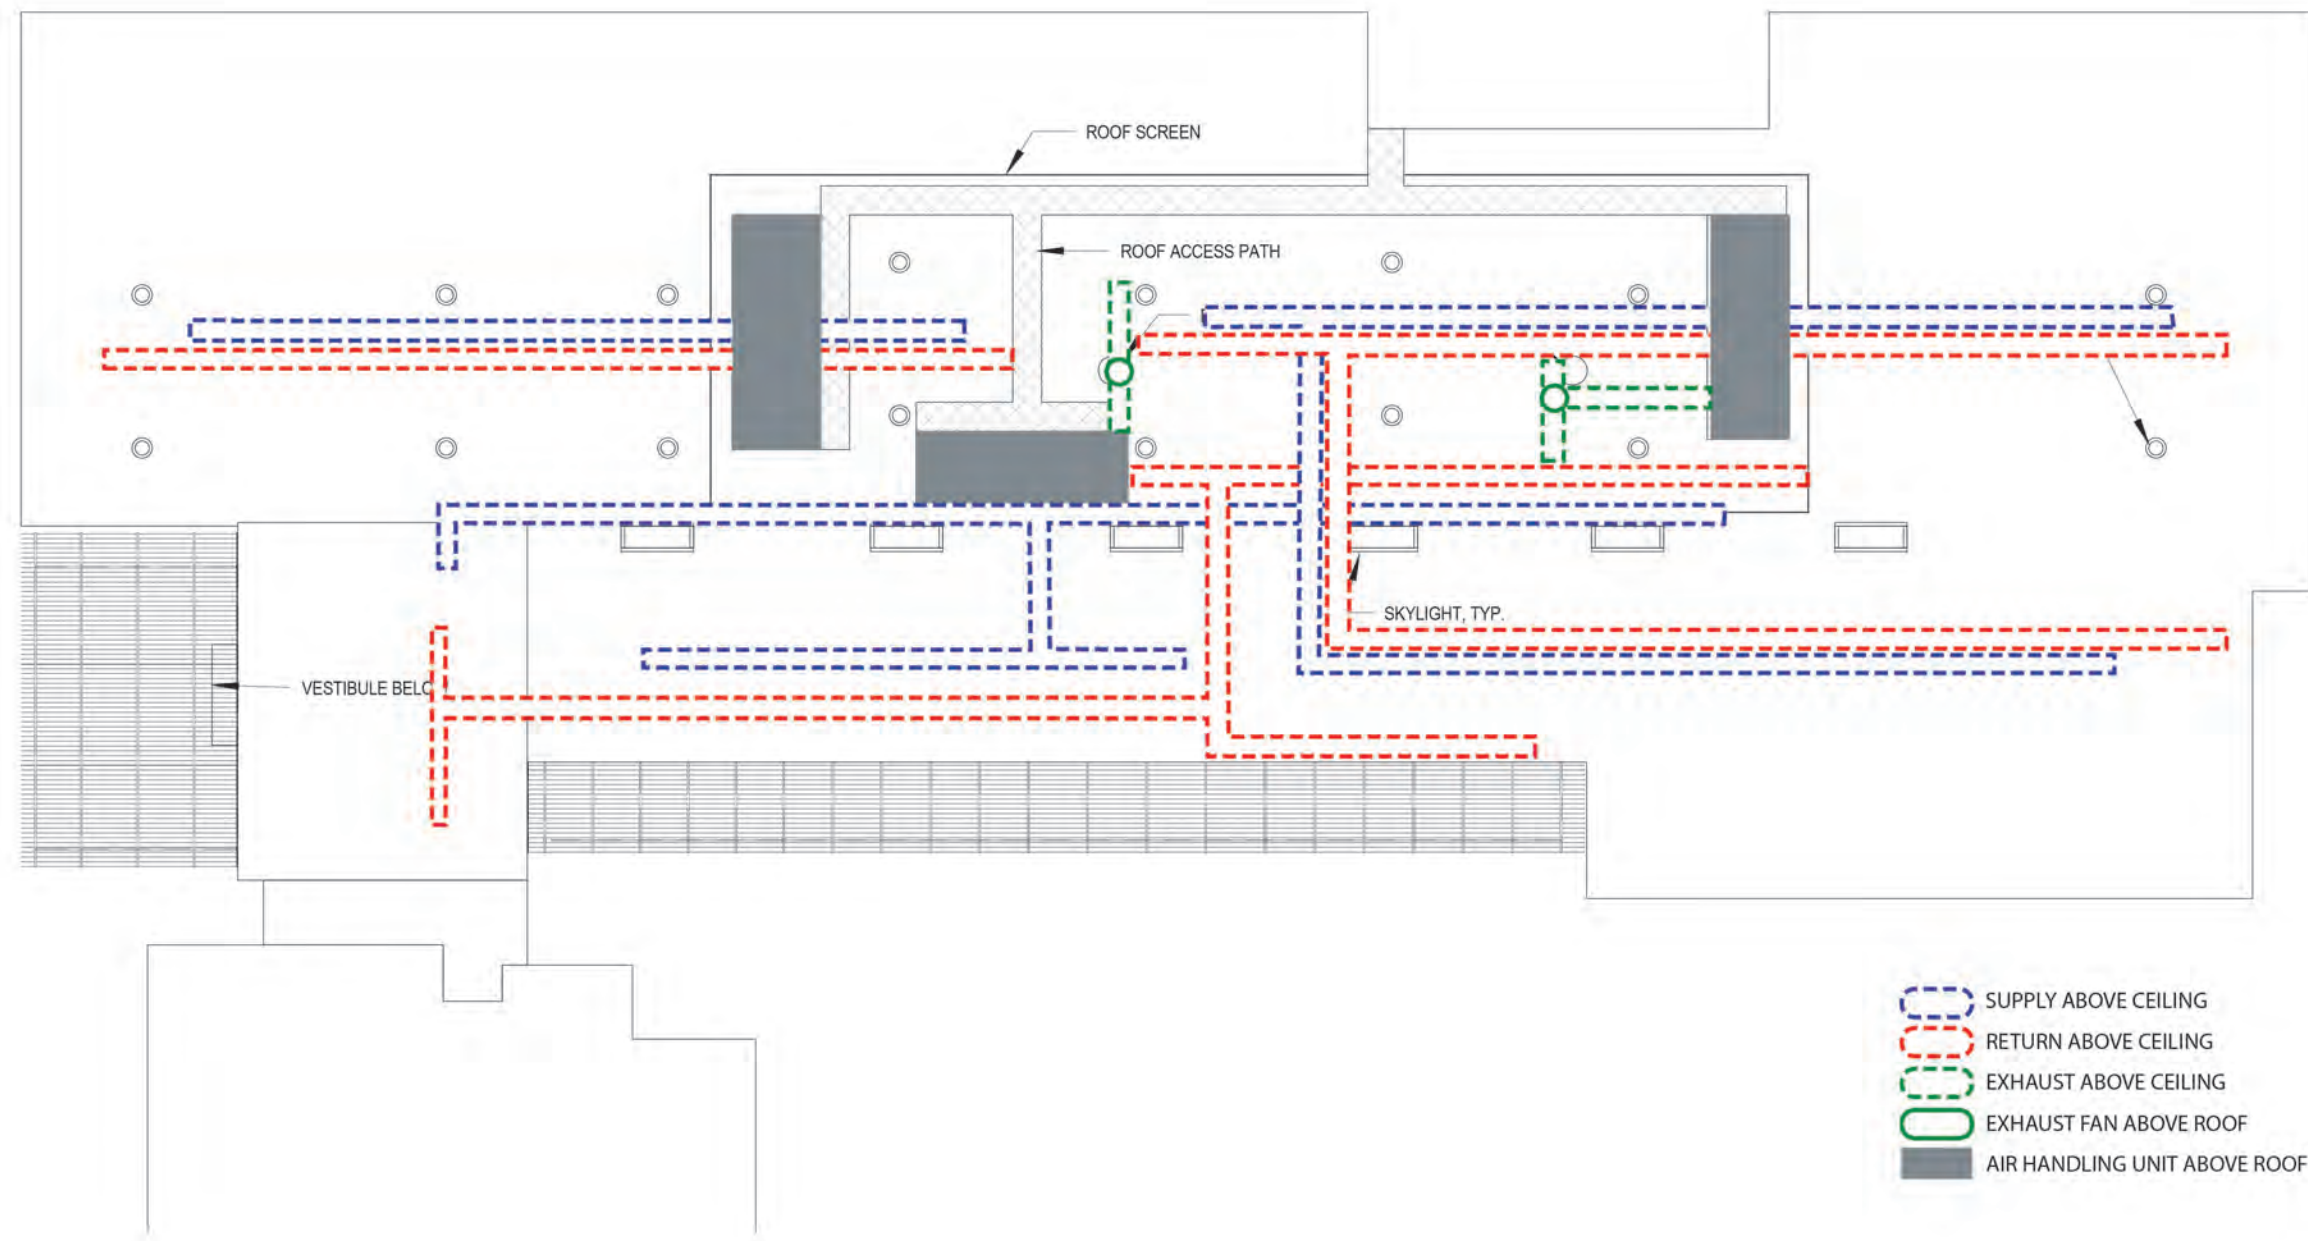 ROOF SCREEN
ROOF ACCESS PATH
SKYLIGHT, TYP.
VESTIBULE BELO
SUPPLY ABOVE CEILING
RETURN ABOVE CEILING
EXHAUST ABOVE CEILING
EXHAUST FAN ABOVE ROOF
AIR HANDLING UNIT ABOVE ROOF